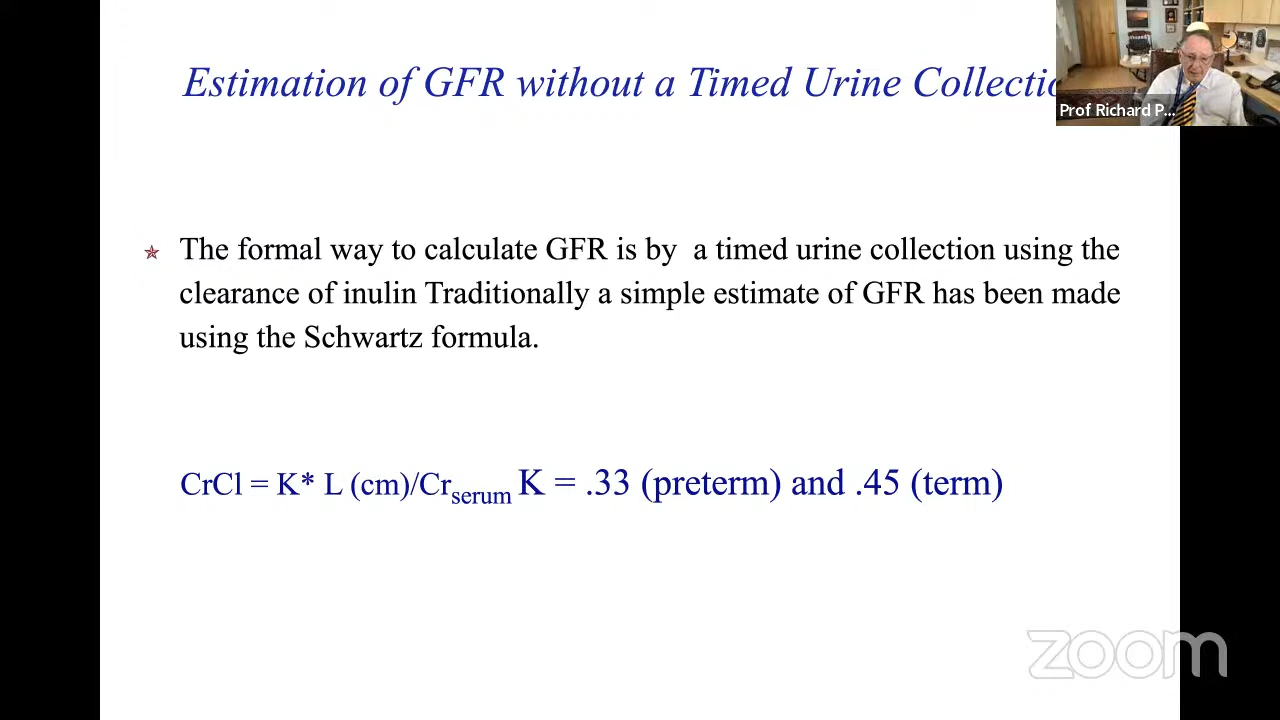 Estimation of GFR without a Timed Urine Collectio
Prof Richard P...
The formal way to calculate GFR is by a timed urine collection using the
clearance of inulin Traditionally a simple estimate of GFR has been made
using the Schwartz formula.
CrCl = K* L (cm)/Crserum K = .33 (preterm) and .45 (term)
zoom